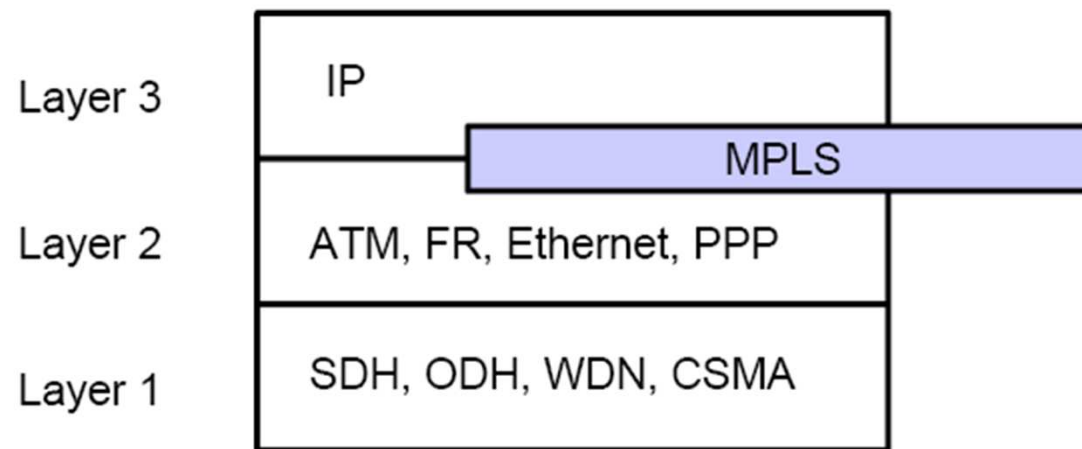 Layer 3
IP
MPLS
Layer 2
ATM, FR, Ethernet, PPP
Layer 1
SDH, ODH, WDN, CSMA